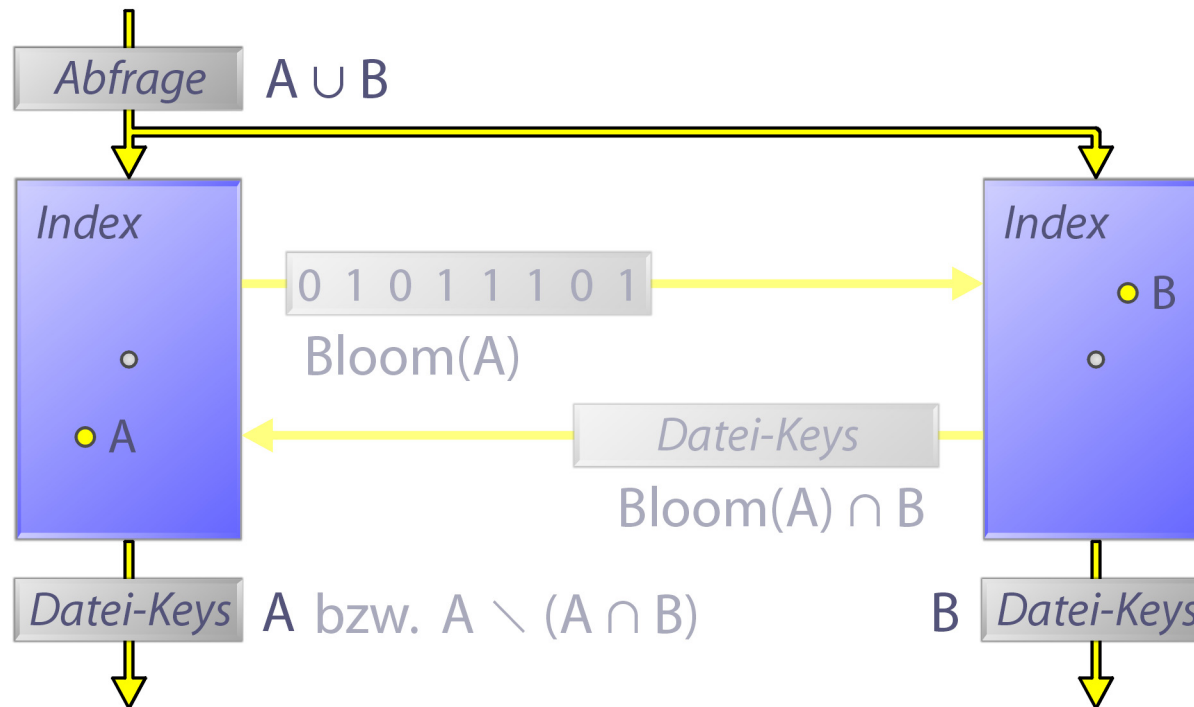 Abfrage A ∪ B
Index Index
0 1 0 1 1 1 0 1
B
Bloom(A)
A
Datei-Keys
Bloom(A) ∩ B
Datei-Keys A bzw. A \ (A ∩ B) B Datei-Keys